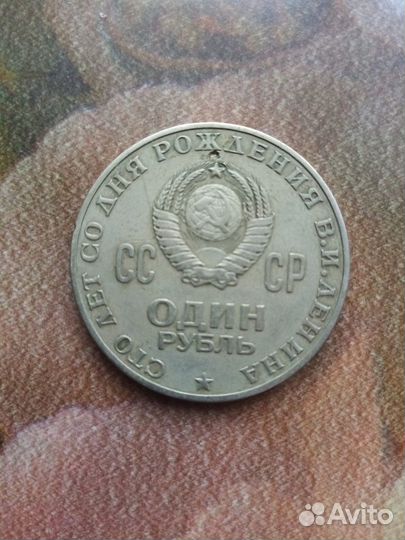 СТО ЛЕТ СО ДНЯ РОЖДЕНИЯ В.И.ЛЕНИНА
СС СР
ОДИН
РУБЛЬ
Avito